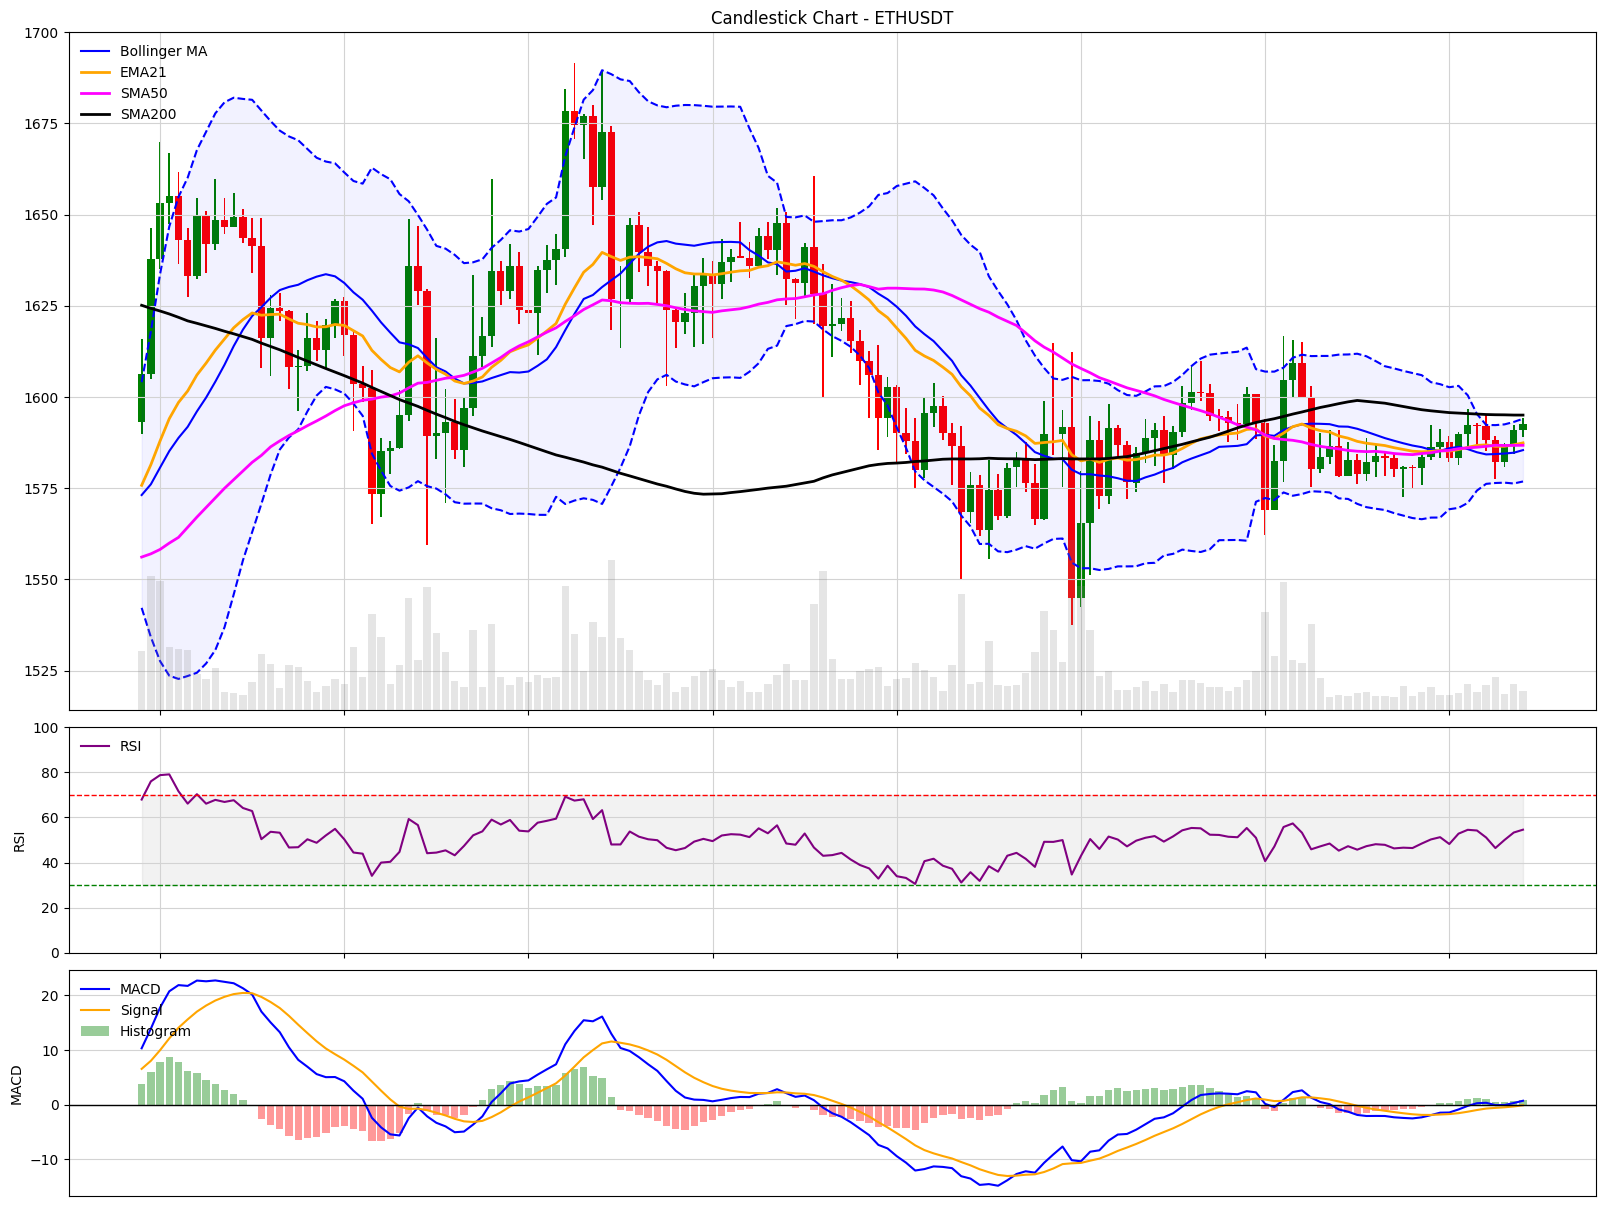 Candlestick Chart - ETHUSDT
1700
1675
1650
1625
1600
1575
1550
1525
Bollinger MA
EMA21
SMA50
SMA200
RSI
100
80
60
40
20
0
RSI
MACD
20
10
0
−10
MACD
Signal
Histogram